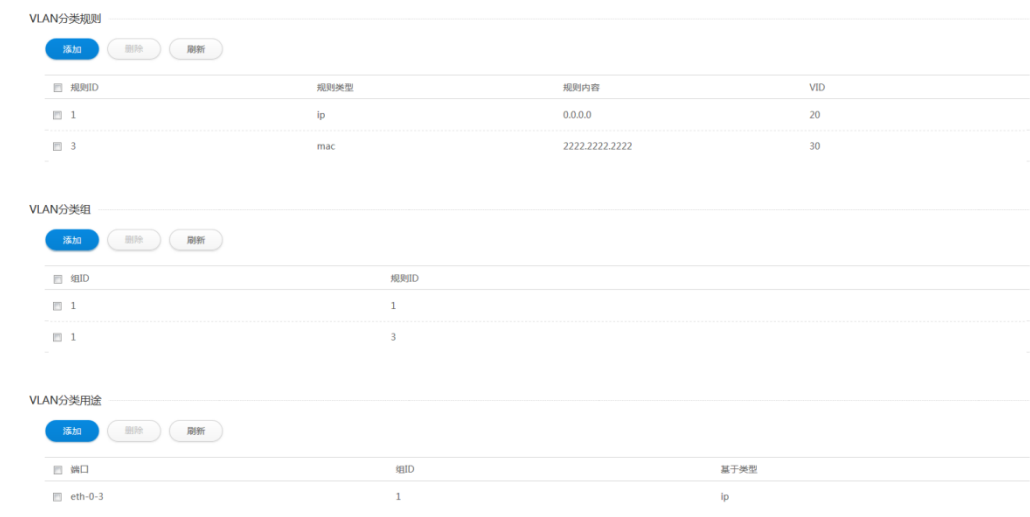 VLAN分类规则
添加 删除 刷新
规则ID 规则类型 规则内容 VID
1 ip 0.0.0.0 20
3 mac 2222.2222.2222 30
VLAN分类组
添加 删除 刷新
组ID 规则ID
1 1
1 3
VLAN分类用途
添加 删除 刷新
端口 组ID 基于类型
eth-0-3 1 ip